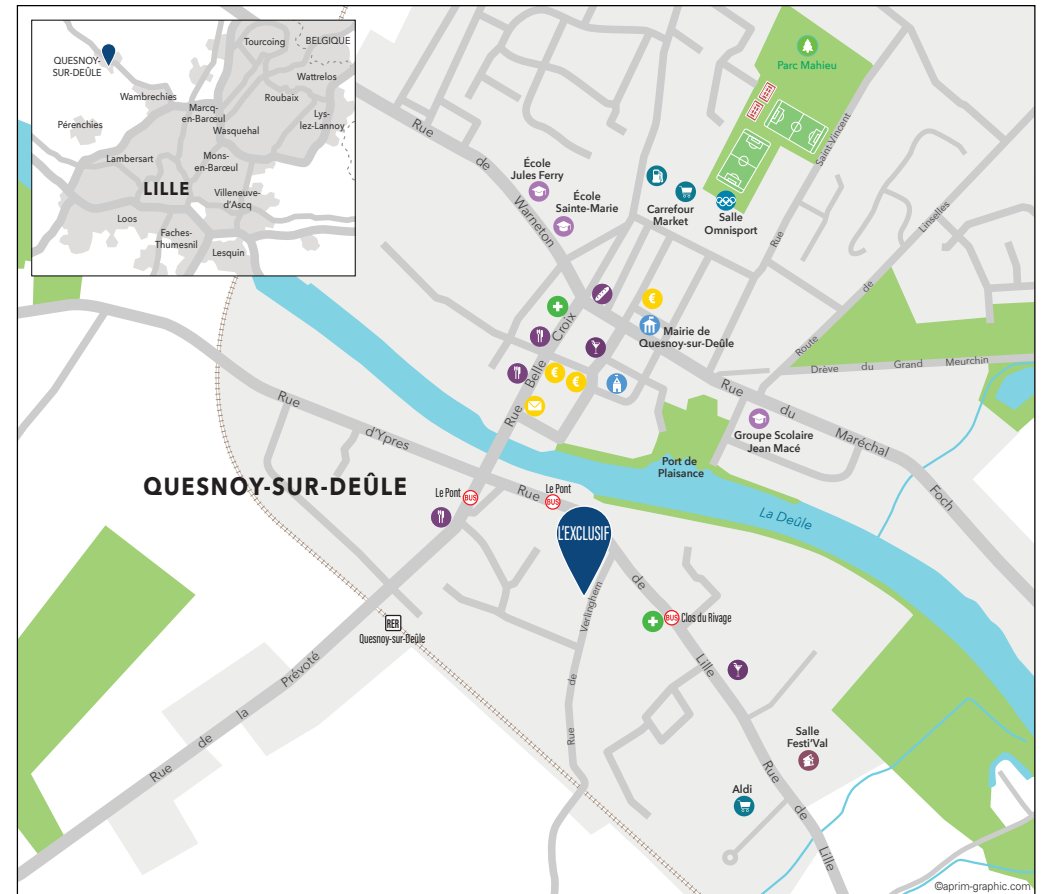 Tourcoing
BELGIQUE
QUESNOY-
SUR-DEÛLE
Wattrelos
Wambrechies
Roubaix
Marcq-
en-Barœul
Lys-
lez-Lannoy
Pérenchies
Wasquehal
Lambersart
Mons-
en-Barœul
LILLE
Villeneuve-
d'Ascq
Loos
Faches-
Thumesnil
Lesquin
Parc Mahieu
Rue de Warneton
École
Jules Ferry
École
Sainte-Marie
Carrefour
Market
Salle
Omnisport
Rue Saint-Vincent
Route de Linselles
€
Mairie de
Quesnoy-sur-Deûle
Rue Belle Croix
€
€
Drève du Grand Meurchin
Rue du Maréchal Foch
Groupe Scolaire
Jean Macé
Port de
Plaisance
Rue d'Ypres
QUESNOY-SUR-DEÛLE
Le Pont
BUS
Le Pont
BUS
La Deûle
L'EXCLUSIF
Rue de Lille
Rue de Verlinghem
BUS
Clos du Rivage
RER
Quesnoy-sur-Deûle
Rue de la Prévoté
Salle
Festi'Val
Aldi
Rue de Lille
©aprim-graphic.com